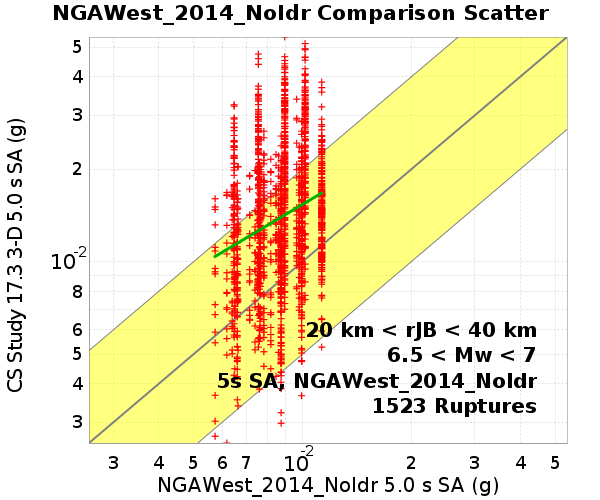 NGAWest_2014_NoIdr Comparison Scatter
CS Study 17.3 3-D 5.0 s SA (g)
5
4
3
2
10-2
8
7
6
5
4
3
20 km < rJB < 40 km
6.5 < Mw < 7
5s SA, NGAWest_2014_NoIdr
1523 Ruptures
3 4 5 6 7 10-2 2 3 4 5
NGAWest_2014_NoIdr 5.0 s SA (g)